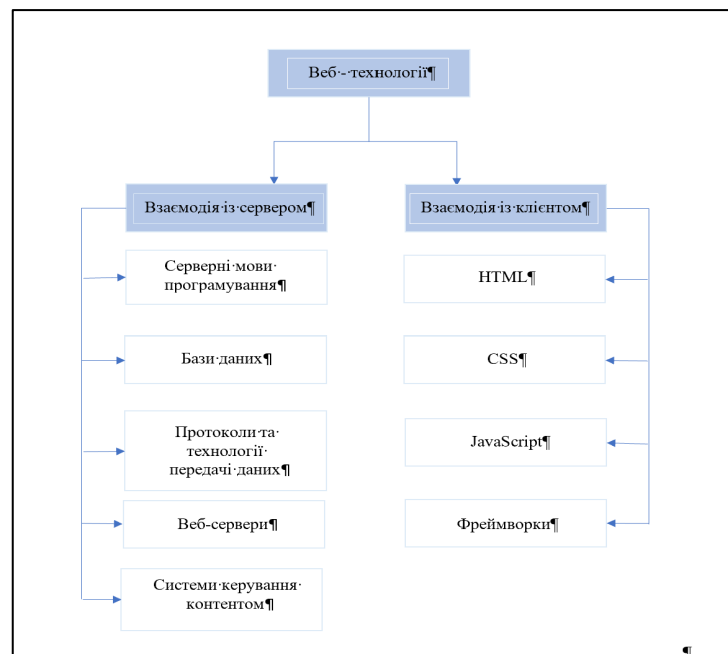 Веб - технології¶
Взаємодія·із·сервером¶
Взаємодія·із·клієнтом¶
Серверні·мови·
програмування¶
Бази·даних¶
Протоколи·та·
технології·
передачі·даних¶
Веб-сервери¶
Системи·керування·
контентом¶
HTML¶
CSS¶
JavaScript¶
Фреймворки¶
¶